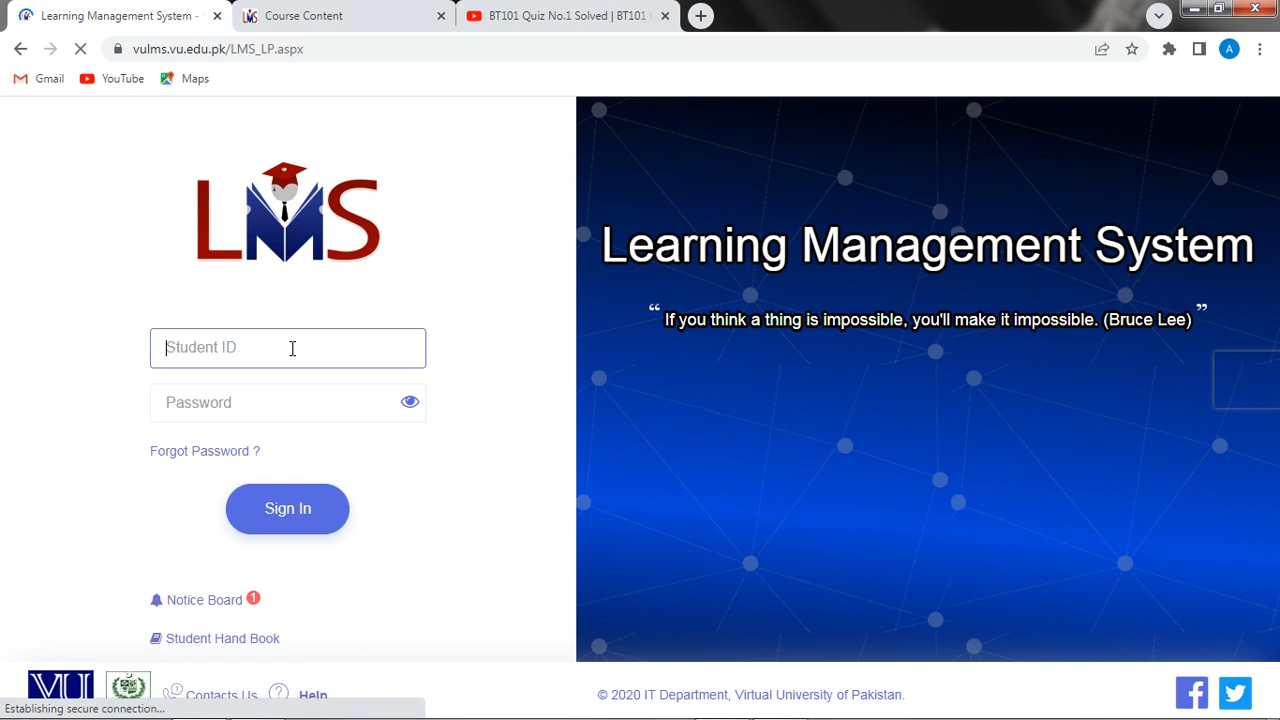 Learning Management System - V
Course Content
BT101 Quiz No.1 Solved | BT101 Q
vulms.vu.edu.pk/LMS_LP.aspx
A
Gmail
YouTube
Maps
LMS
Student ID
Password
Forgot Password ?
Sign In
Notice Board 1
Student Hand Book
VU
Contacts Us
Help
Learning Management System
“ If you think a thing is impossible, you'll make it impossible. (Bruce Lee) ”
© 2020 IT Department, Virtual University of Pakistan.
Establishing secure connection...